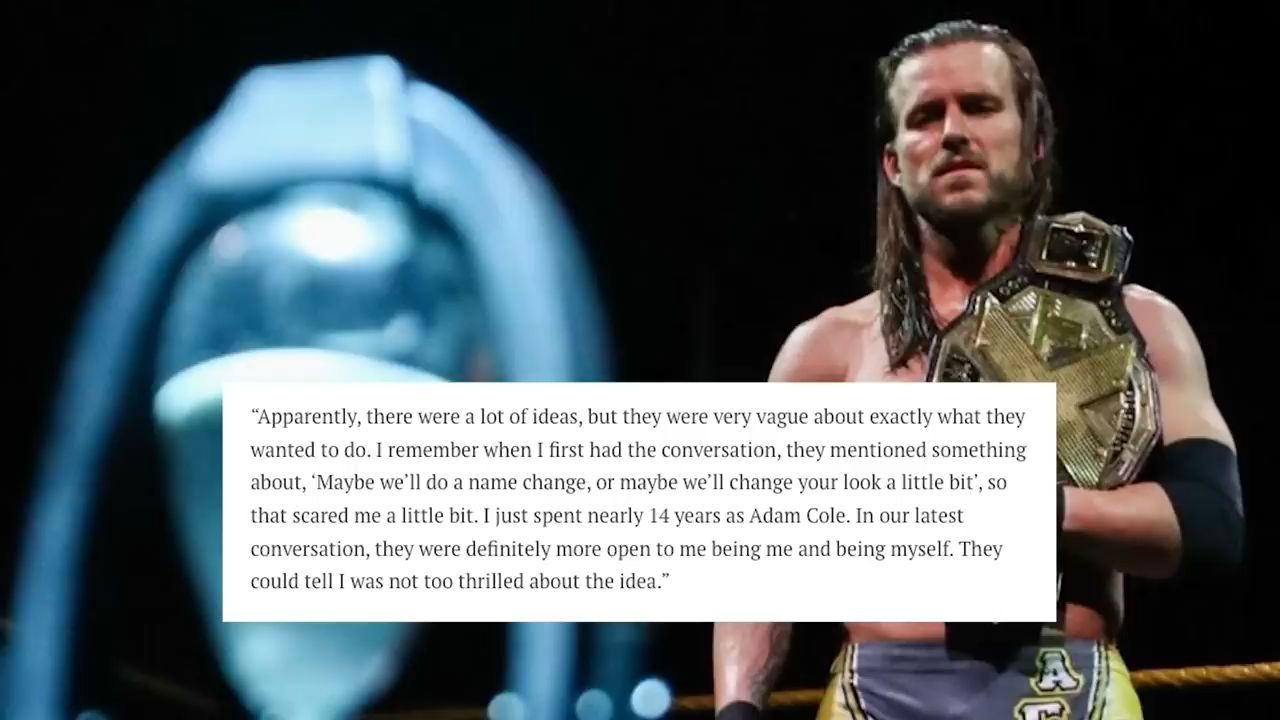 “Apparently, there were a lot of ideas, but they were very vague about exactly what they
wanted to do. I remember when I first had the conversation, they mentioned something
about, ‘Maybe we’ll do a name change, or maybe we’ll change your look a little bit’, so
that scared me a little bit. I just spent nearly 14 years as Adam Cole. In our latest
conversation, they were definitely more open to me being me and being myself. They
could tell I was not too thrilled about the idea.”
A